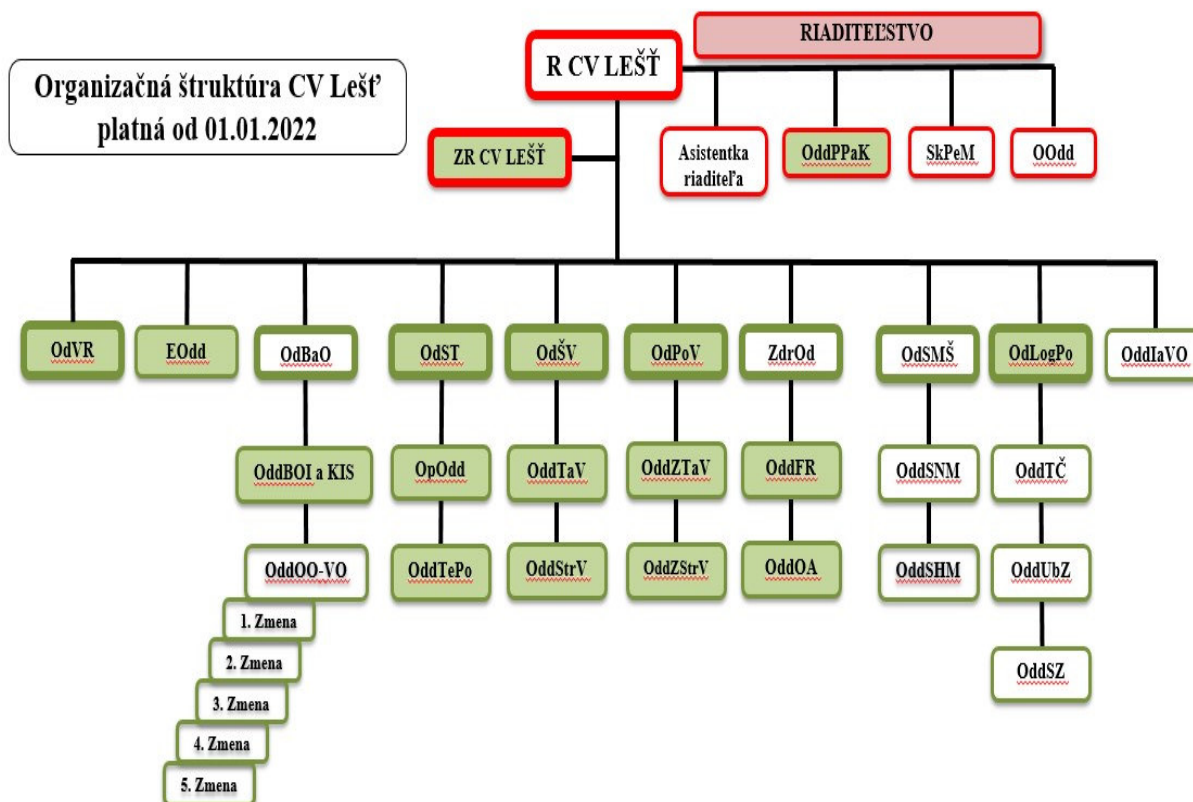 Organizačná štruktúra CV Lešť
platná od 01.01.2022
RIADITEĽSTVO
R CV LEŠŤ
ZR CV LEŠŤ
Asistentka
riaditeľa
OddPPaK
SkPeM
OOdd
OdVR
EOdd
OdBaO
OdST
OdŠV
OdPoV
ZdrOd
OdSMŠ
OdLogPo
OddIaVO
OddBOI a KIS
OpOdd
OddTaV
OddZTaV
OddFR
OddSNM
OddTČ
OddOO-VO
OddTePo
OddStrV
OddZStrV
OddOA
OddSHM
OddUbZ
OddSZ
1. Zmena
2. Zmena
3. Zmena
4. Zmena
5. Zmena